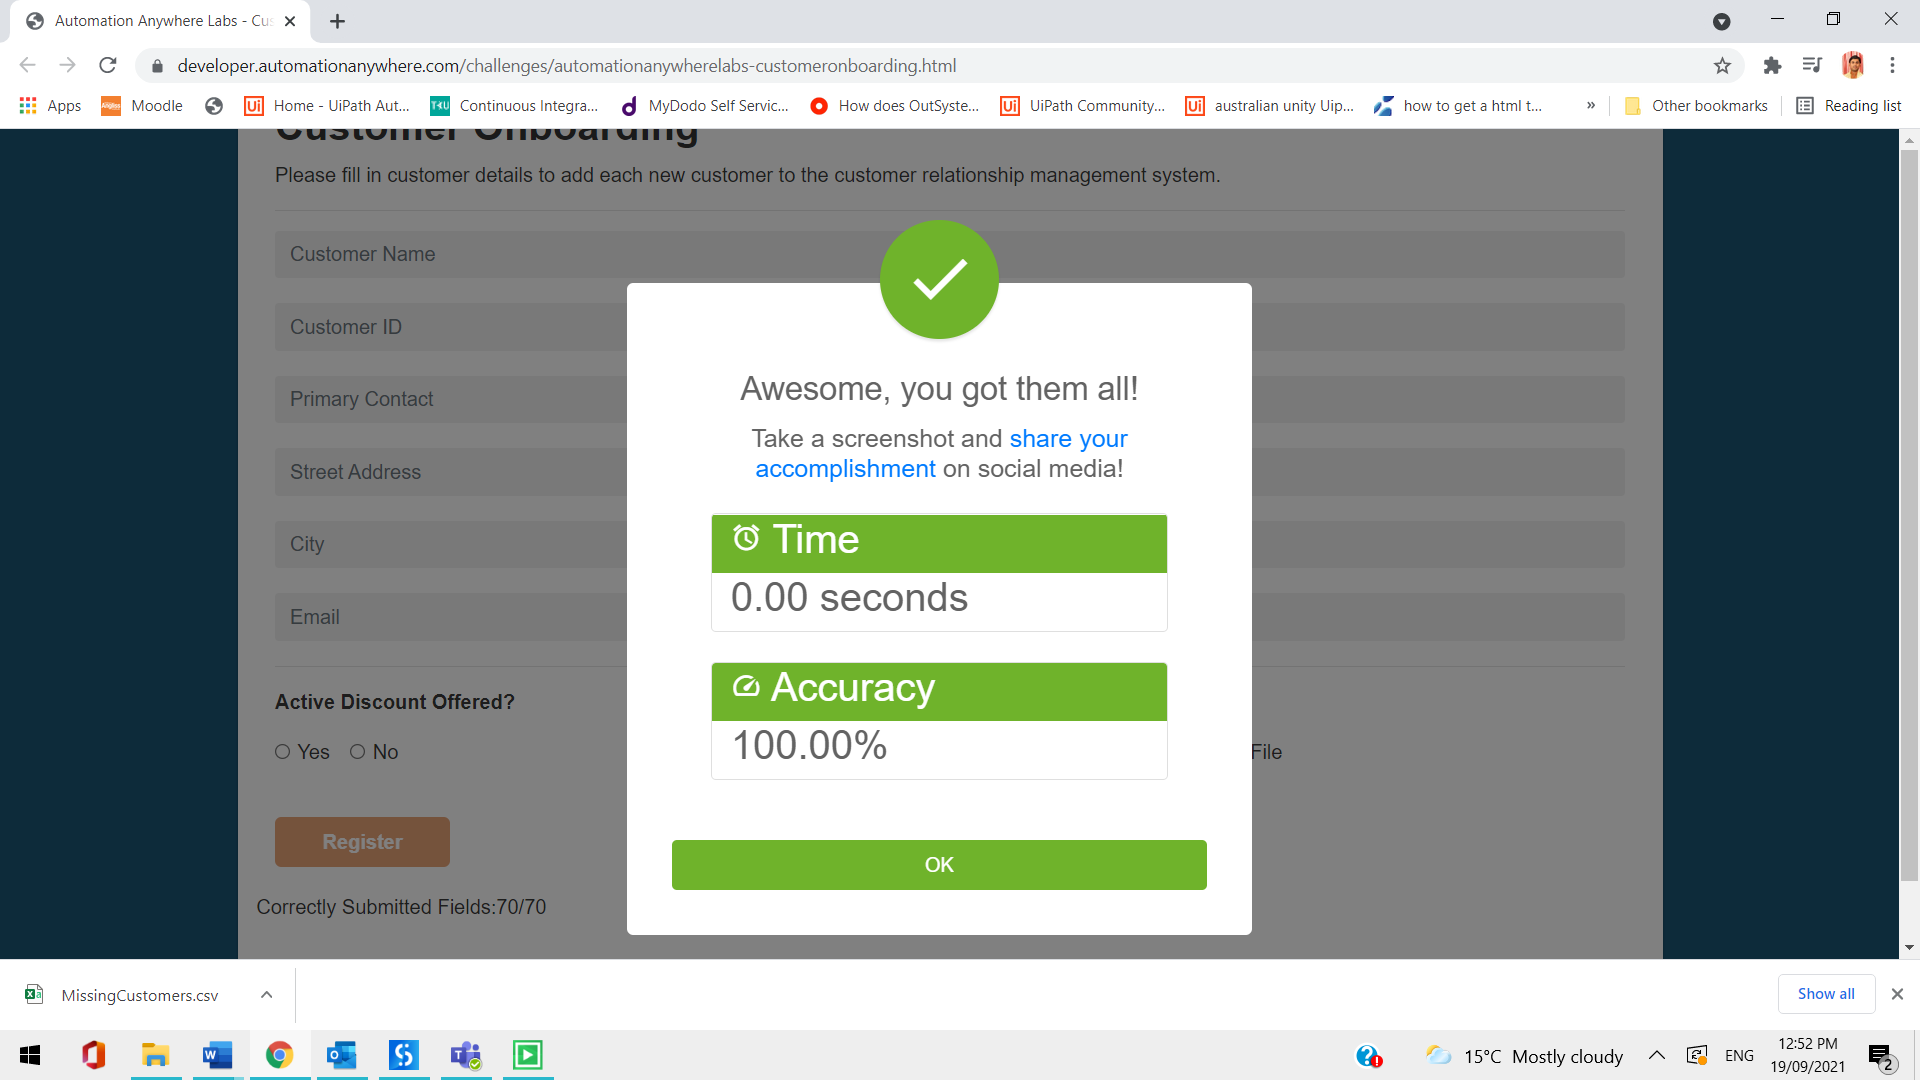 Automation Anywhere Labs - Cus
developer.automationanywhere.com/challenges/automationanywherelabs-customeronboarding.html
Apps
Moodle
Home - UiPath Aut...
Continuous Integra...
MyDodo Self Servic...
How does OutSyste...
UiPath Community...
australian unity Uip...
how to get a html t...
»
Other bookmarks
Reading list
Customer Onboarding
Please fill in customer details to add each new customer to the customer relationship management system.
Customer Name
Customer ID
Primary Contact
Street Address
City
Email
Active Discount Offered?
Yes
No
File
Register
Correctly Submitted Fields:70/70
Awesome, you got them all!
Take a screenshot and share your
accomplishment on social media!
Time
0.00 seconds
Accuracy
100.00%
OK
MissingCustomers.csv
Show all
15°C Mostly cloudy
ENG
12:52 PM
19/09/2021
2